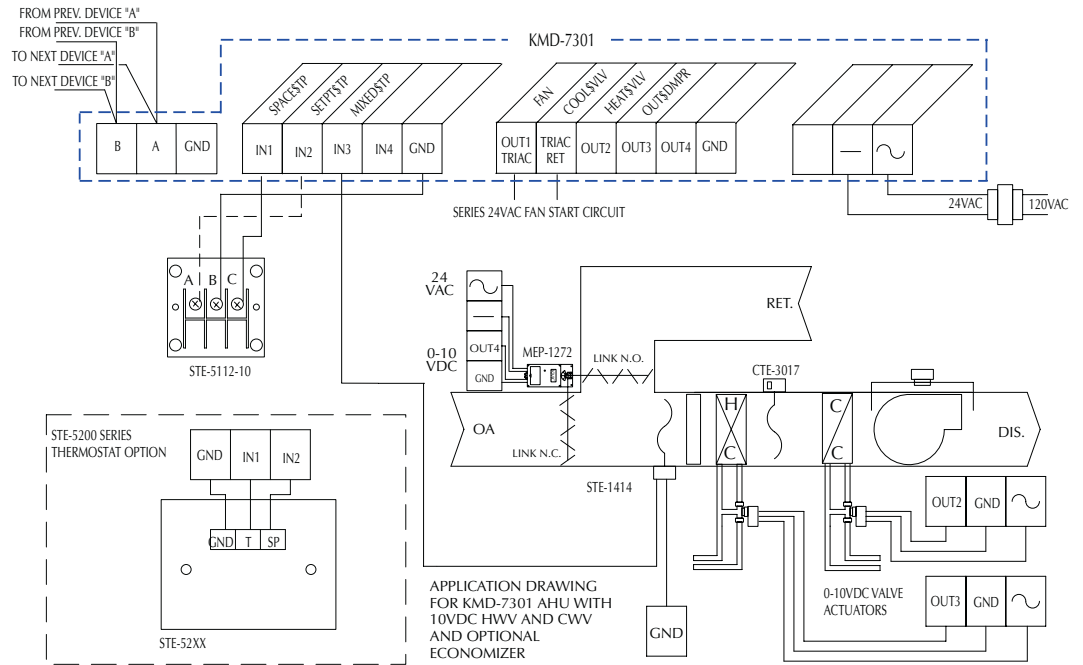 FROM PREV. DEVICE "A"
FROM PREV. DEVICE "B"
TO NEXT DEVICE "A"
TO NEXT DEVICE "B"
KMD-7301
SPACE$TP
SETPT$TP
MIXED$TP
FAN
COOL$VLV
HEAT$VLV
OUT$DMPR
B
A
GND
IN1
IN2
IN3
IN4
GND
OUT1 TRIAC
TRIAC RET
OUT2
OUT3
OUT4
GND
SERIES 24VAC FAN START CIRCUIT
24VAC
120VAC
A
B
C
STE-5112-10
24 VAC
0-10 VDC
OUT4
GND
MEP-1272
LINK N.O.
RET.
CTE-3017
OA
LINK N.C.
H
C
C
C
DIS.
STE-1414
STE-5200 SERIES
THERMOSTAT OPTION
GND
IN1
IN2
GND
T
SP
STE-52XX
APPLICATION DRAWING
FOR KMD-7301 AHU WITH
10VDC HWV AND CWV
AND OPTIONAL
ECONOMIZER
GND
OUT2
GND
0-10VDC VALVE
ACTUATORS
OUT3
GND